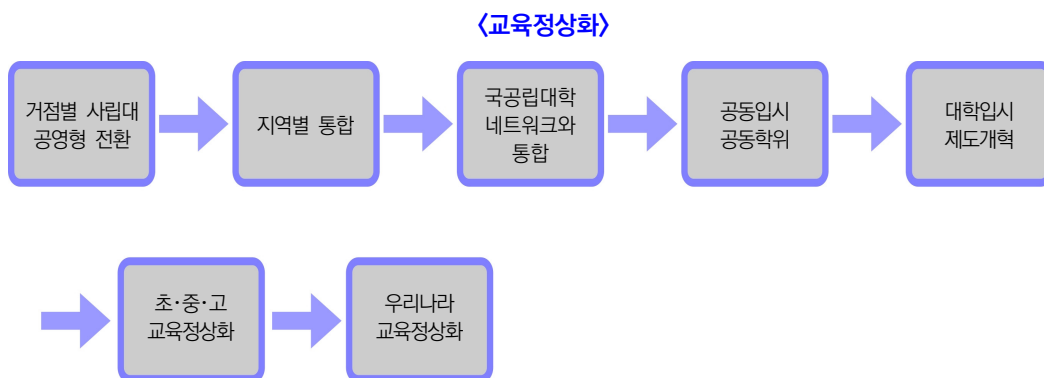 <교육정상화>
거점별 사립대
공영형 전환
지역별 통합
국공립대학
네트워크와
통합
공동입시
공동학위
대학입시
제도개혁
초·중·고
교육정상화
우리나라
교육정상화